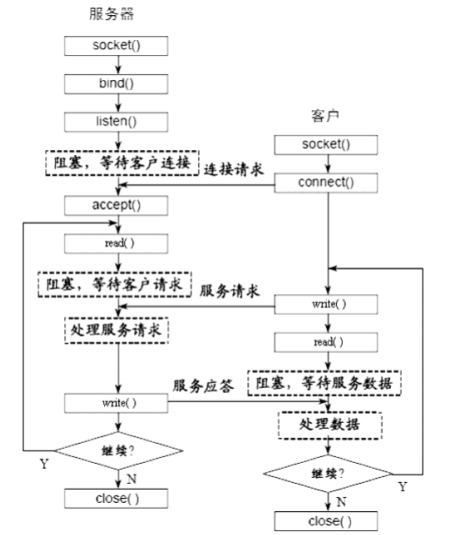 服务器
socket()
bind()
listen()
阻塞，等待客户连接
accept()
read( )
阻塞，等待客户请求
处理服务请求
write( )
继续?
Y
N
close( )
连接请求
服务请求
服务应答
客户
socket()
connect()
write( )
read( )
阻塞，等待服务数据
处理数据
继续?
Y
N
close( )